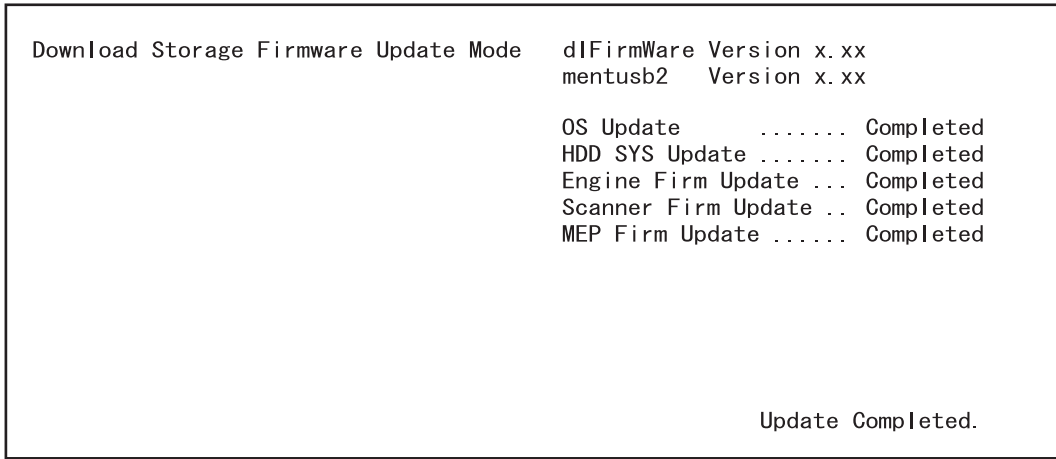 Download Storage Firmware Update Mode dlFirmWare Version x.xx
mentusb2 Version x.xx
OS Update ....... Completed
HDD SYS Update ....... Completed
Engine Firm Update ... Completed
Scanner Firm Update .. Completed
MEP Firm Update ...... Completed
Update Completed.